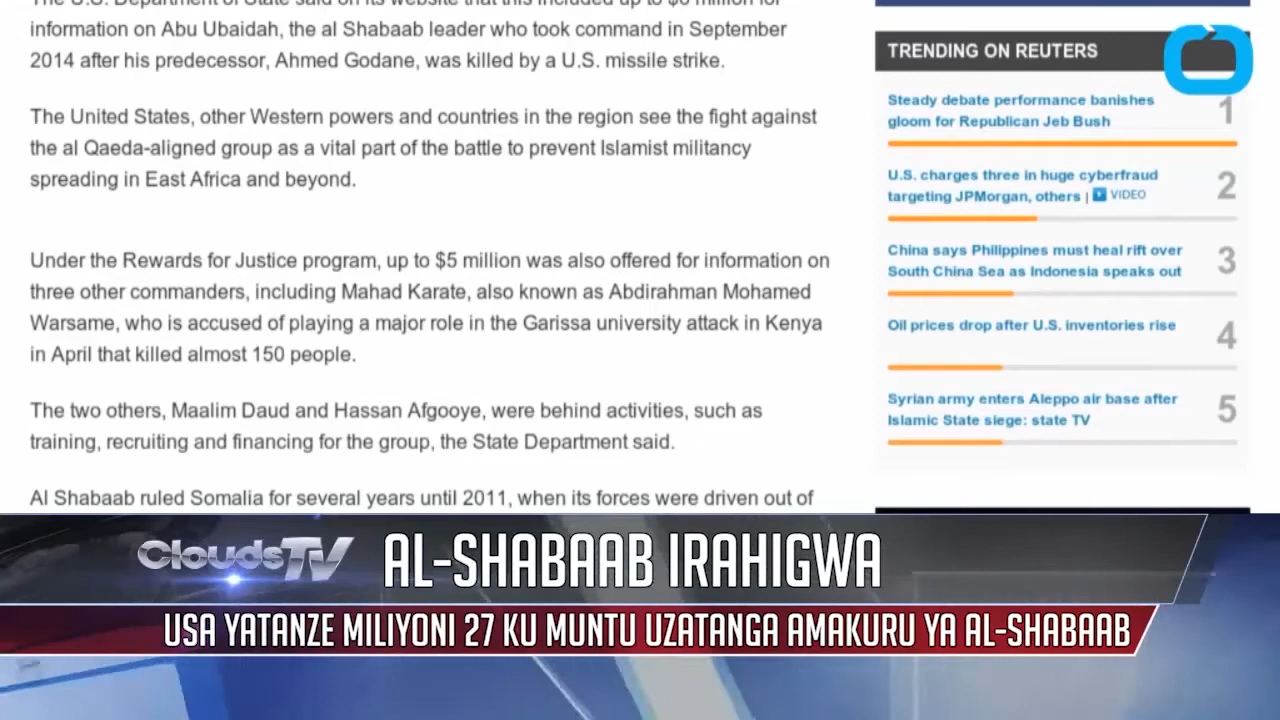 information on Abu Ubaidah, the al Shabaab leader who took command in September
2014 after his predecessor, Ahmed Godane, was killed by a U.S. missile strike.
The United States, other Western powers and countries in the region see the fight against
the al Qaeda-aligned group as a vital part of the battle to prevent Islamist militancy
spreading in East Africa and beyond.
Under the Rewards for Justice program, up to $5 million was also offered for information on
three other commanders, including Mahad Karate, also known as Abdirahman Mohamed
Warsame, who is accused of playing a major role in the Garissa university attack in Kenya
in April that killed almost 150 people.
The two others, Maalim Daud and Hassan Afgooye, were behind activities, such as
training, recruiting and financing for the group, the State Department said.
Al Shabaab ruled Somalia for several years until 2011, when its forces were driven out of
TRENDING ON REUTERS
Steady debate performance banishes
gloom for Republican Jeb Bush
1
U.S. charges three in huge cyberfraud
targeting JPMorgan, others | VIDEO
2
China says Philippines must heal rift over
South China Sea as Indonesia speaks out
3
Oil prices drop after U.S. inventories rise
4
Syrian army enters Aleppo air base after
Islamic State siege: state TV
5
CloudsTV
AL-SHABAAB IRAHIGWA
USA YATANZE MILIYONI 27 KU MUNTU UZATANGA AMAKURU YA AL-SHABAAB